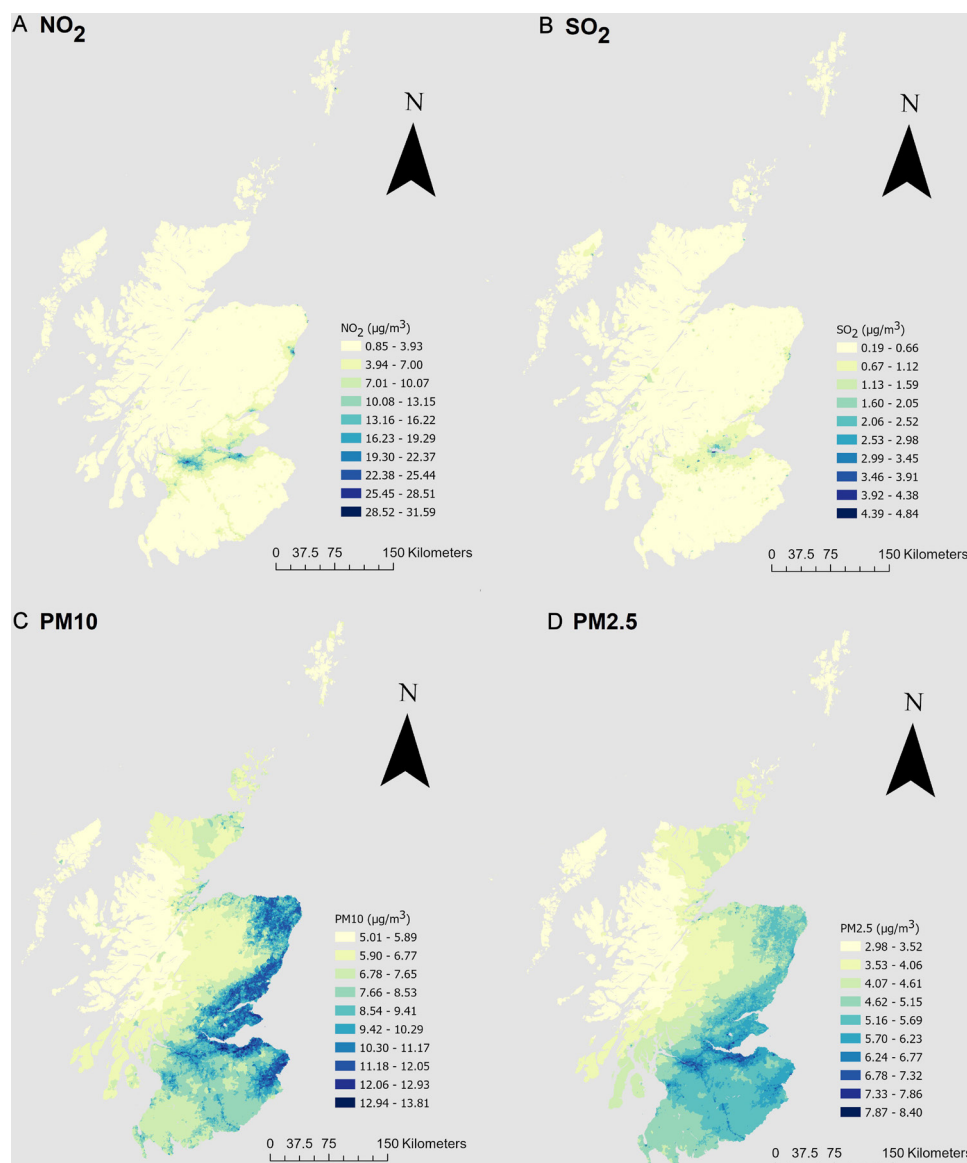 A NO2
N
NO2 (µg/m3)
0.85 - 3.93
3.94 - 7.00
7.01 - 10.07
10.08 - 13.15
13.16 - 16.22
16.23 - 19.29
19.30 - 22.37
22.38 - 25.44
25.45 - 28.51
28.52 - 31.59
0 37.5 75 150 Kilometers
B SO2
N
SO2 (µg/m3)
0.19 - 0.66
0.67 - 1.12
1.13 - 1.59
1.60 - 2.05
2.06 - 2.52
2.53 - 2.98
2.99 - 3.45
3.46 - 3.91
3.92 - 4.38
4.39 - 4.84
0 37.5 75 150 Kilometers
C PM10
N
PM10 (µg/m3)
5.01 - 5.89
5.90 - 6.77
6.78 - 7.65
7.66 - 8.53
8.54 - 9.41
9.42 - 10.29
10.30 - 11.17
11.18 - 12.05
12.06 - 12.93
12.94 - 13.81
0 37.5 75 150 Kilometers
D PM2.5
N
PM2.5 (µg/m3)
2.98 - 3.52
3.53 - 4.06
4.07 - 4.61
4.62 - 5.15
5.16 - 5.69
5.70 - 6.23
6.24 - 6.77
6.78 - 7.32
7.33 - 7.86
7.87 - 8.40
0 37.5 75 150 Kilometers